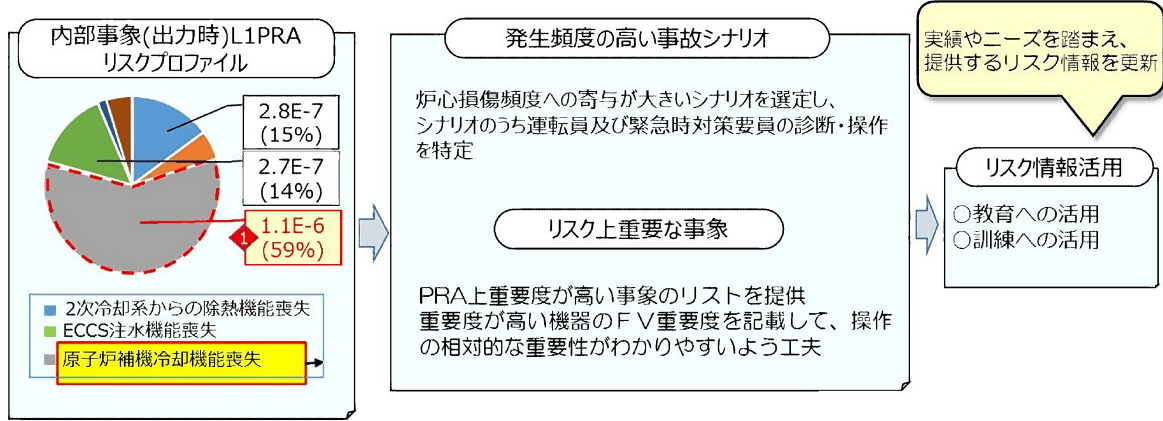 内部事象(出力時)L1PRA
リスクプロファイル
2.8E-7
(15%)
2.7E-7
(14%)
1
1.1E-6
(59%)
2次冷却系からの除熱機能喪失
ECCS注水機能喪失
原子炉補機冷却機能喪失
発生頻度の高い事故シナリオ
炉心損傷頻度への寄与が大きいシナリオを選定し、
シナリオのうち運転員及び緊急時対策要員の診断・操作
を特定
リスク上重要な事象
PRA上重要度が高い事象のリストを提供
重要度が高い機器のFV重要度を記載して、操作
の相対的な重要性がわかりやすいよう工夫
実績やニーズを踏まえ、
提供するリスク情報を更新
リスク情報活用
○教育への活用
○訓練への活用